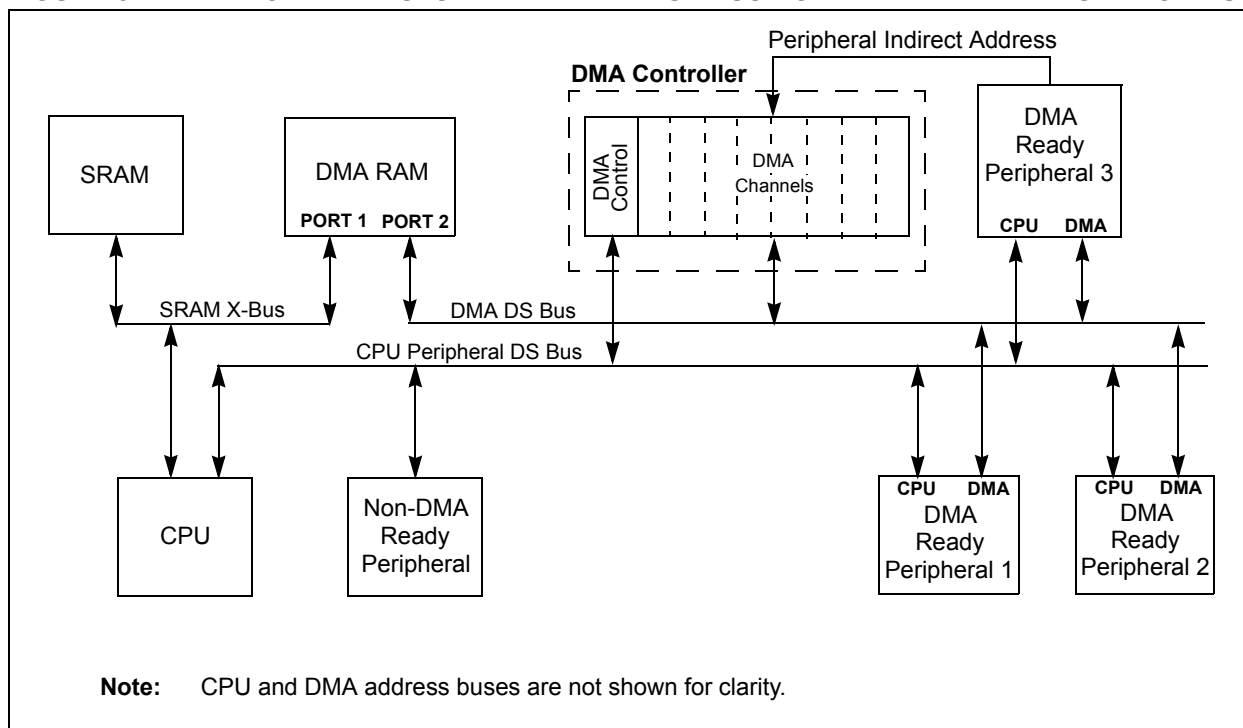 Peripheral Indirect Address
DMA Controller
SRAM
DMA RAM
PORT 1 PORT 2
DMA
Control
DMA
Channels
DMA
Ready
Peripheral 3
CPU DMA
SRAM X-Bus
DMA DS Bus
CPU Peripheral DS Bus
CPU
Non-DMA
Ready
Peripheral
CPU DMA
DMA
Ready
Peripheral 1
CPU DMA
DMA
Ready
Peripheral 2
Note: CPU and DMA address buses are not shown for clarity.